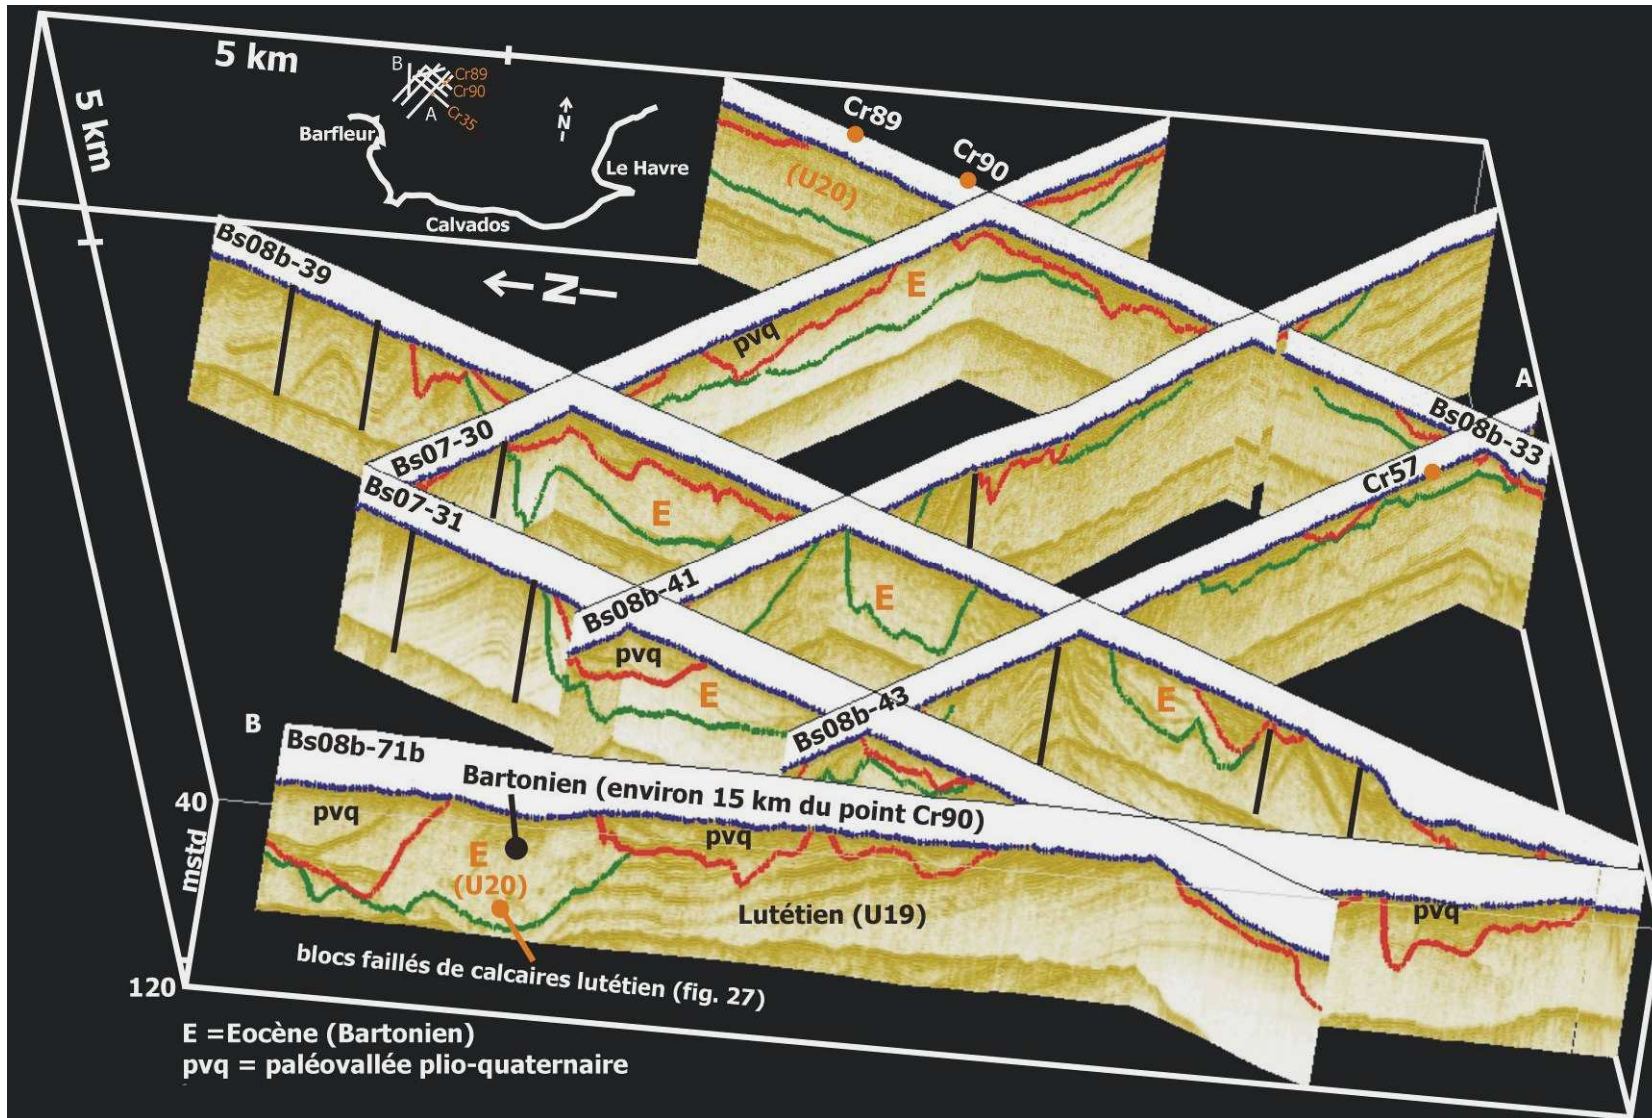 5 km
5 km
B
Cr89
Cr90
A
Cr35
N
Barfleur
Le Havre
Calvados
Cr89
Cr90
(U20)
N
Bs08b-39
E
pvq
A
Bs08b-33
Cr57
Bs07-30
Bs07-31
E
Bs08b-41
E
pvq
E
E
Bs08b-43
B
Bs08b-71b
Bartonien (environ 15 km du point Cr90)
40
mstd
120
pvq
pvq
E
(U20)
Lutétien (U19)
pvq
blocs faillés de calcaires lutétien (fig. 27)
E =Eocène (Bartonien)
pvq = paléovallée plio-quaternaire